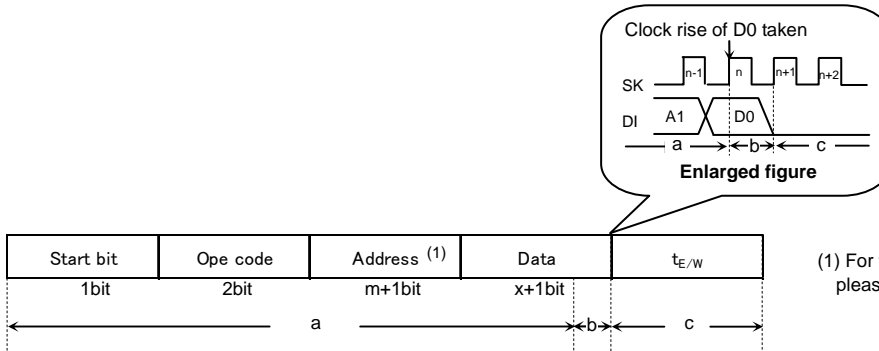 Clock rise of D0 taken
SK n-1 n n+1 n+2
DI A1 D0
a b c
Enlarged figure
Start bit Ope code Address (1) Data tE/W
1bit 2bit m+1bit x+1bit
a b c
(1) For
pleas